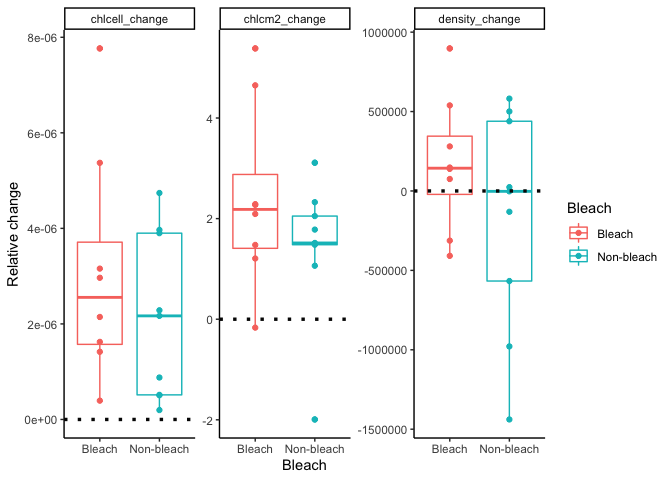 chlcell_change
chlcm2_change
density_change
Relative change
8e-06
6e-06
4e-06
2e-06
0e+00
4
2
0
-2
1000000
500000
0
-500000
-1000000
-1500000
Bleach
Non-bleach
Bleach
Non-bleach
Bleach
Non-bleach
Bleach
Bleach
Bleach
Non-bleach